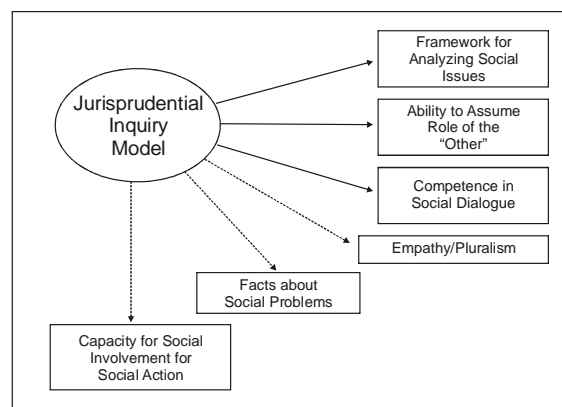 Jurisprudential
Inquiry
Model
Framework for
Analyzing Social
Issues
Ability to Assume
Role of the
“Other”
Competence in
Social Dialogue
Empathy/Pluralism
Facts about
Social Problems
Capacity for Social
Involvement for
Social Action